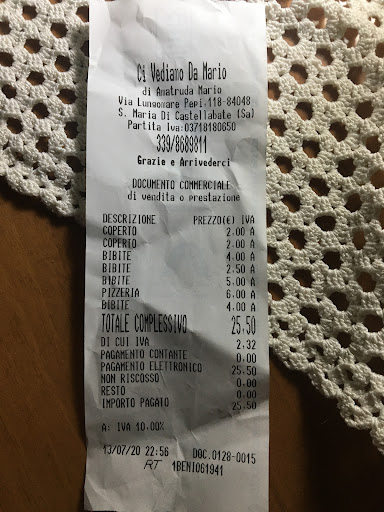 Ci Vediamo Da Mario
di Amatruda Mario
Via Lungomare Pepi.118-84048
S. Maria Di Castellabate (Sa)
Partita Iva:03718180650
339/8689811
Grazie e Arrivederci
DOCUMENTO COMMERCIALE
di vendita o prestazione
DESCRIZIONE PREZZO(€) IVA
COPERTO 2.00 A
COPERTO 2.00 A
BIBITE 4.00 A
BIBITE 2.50 A
BIBITE 5.00 A
PIZZERIA 6.00 A
BIBITE 4.00 A
TOTALE COMPLESSIVO 25,50
DI CUI IVA 2,32
PAGAMENTO CONTANTE 0,00
PAGAMENTO ELETTRONICO 25,50
NON RISCOSSO 0,00
RESTO 0,00
IMPORTO PAGATO 25,50
A: IVA 10.00%
13/07/20 22:56 DOC.0128-0015
RT 1BENI061941